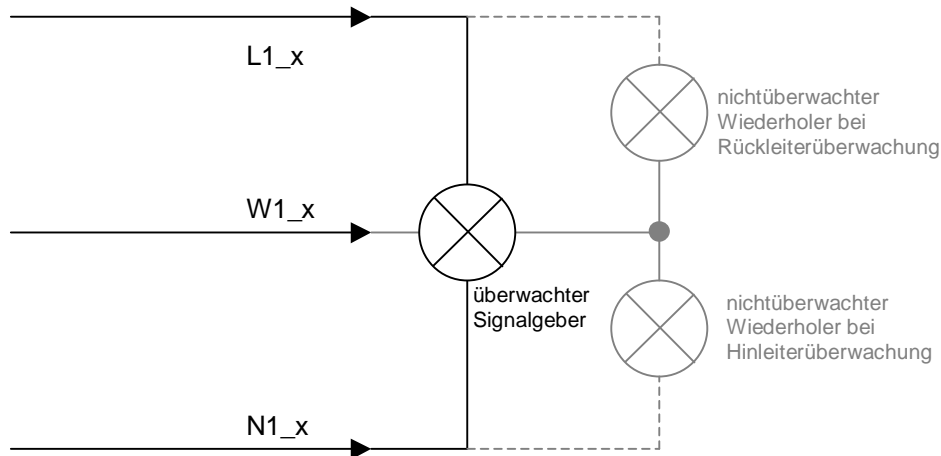 L1_x
nichtüberwachter
Wiederholer bei
Rückleiterüberwachung
W1_x
überwachter
Signalgeber
nichtüberwachter
Wiederholer bei
Hinleiterüberwachung
N1_x